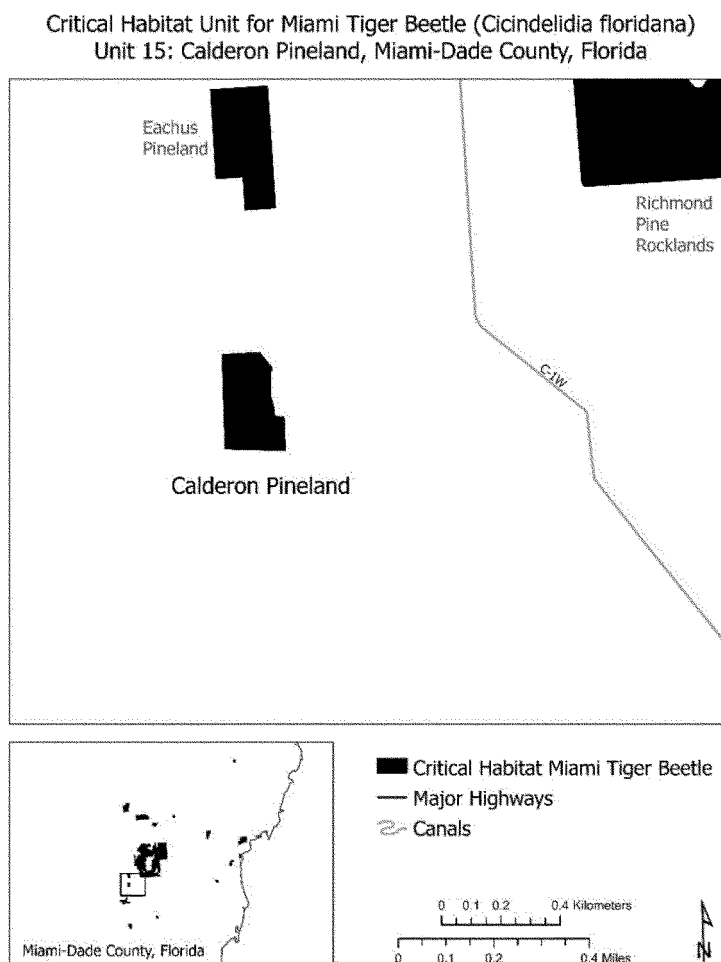 Critical Habitat Unit for Miami Tiger Beetle (Cicindelidia floridana)
Unit 15: Calderon Pineland, Miami-Dade County, Florida
Eachus
Pineland
Richmond
Pine
Rocklands
C-1W
Calderon Pineland
Critical Habitat Miami Tiger Beetle
Major Highways
Canals
0 0.1 0.2 0.4 Kilometers
0 0.1 0.2 0.4 Miles
N
Miami-Dade County, Florida